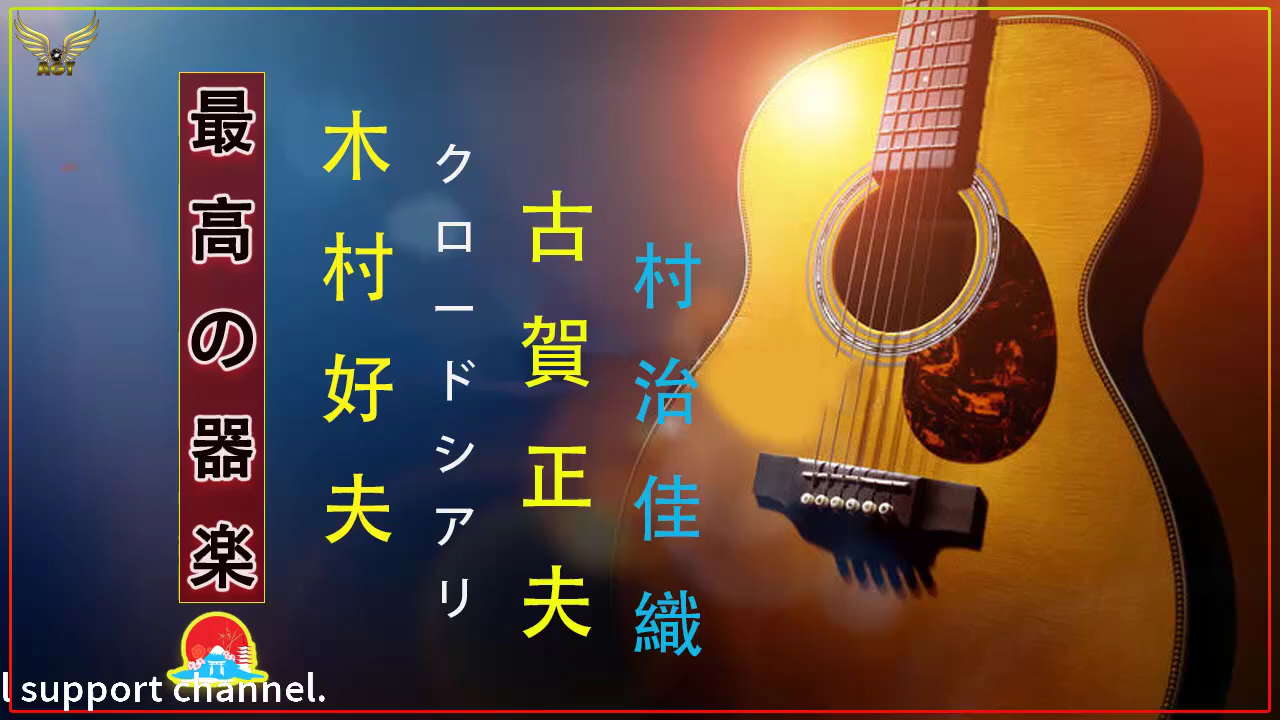 AGT
最高の器楽
木村好夫
クロードシアリ
古賀正夫
村治佳織
l support channel.